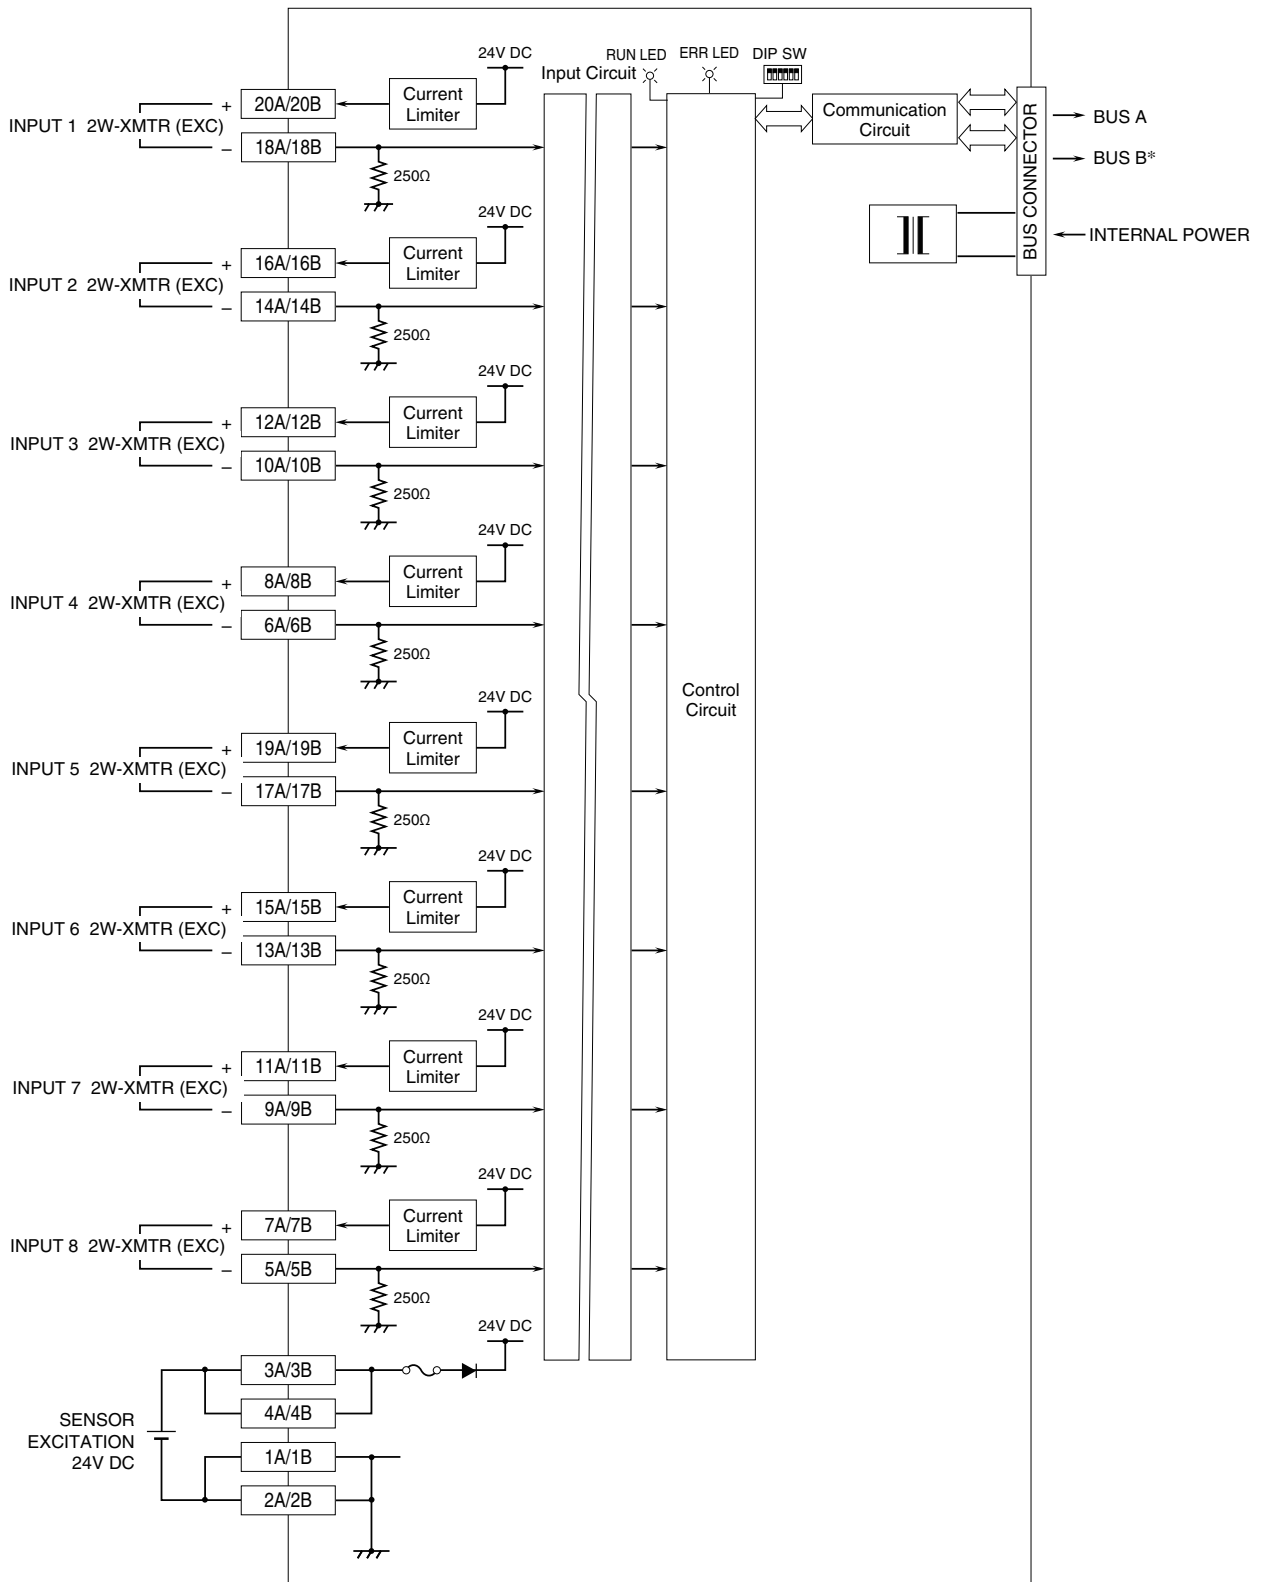 24V DC
RUN LED
ERR LED
DIP SW
Input Circuit
INPUT 1 2W-XMTR (EXC)
+
20A/20B
Current
Limiter
–
18A/18B
250Ω
Communication
Circuit
BUS CONNECTOR
BUS A
BUS B*
INTERNAL POWER
24V DC
INPUT 2 2W-XMTR (EXC)
+
16A/16B
Current
Limiter
–
14A/14B
250Ω
24V DC
INPUT 3 2W-XMTR (EXC)
+
12A/12B
Current
Limiter
–
10A/10B
250Ω
24V DC
INPUT 4 2W-XMTR (EXC)
+
8A/8B
Current
Limiter
–
6A/6B
250Ω
Control
Circuit
24V DC
INPUT 5 2W-XMTR (EXC)
+
19A/19B
Current
Limiter
–
17A/17B
250Ω
24V DC
INPUT 6 2W-XMTR (EXC)
+
15A/15B
Current
Limiter
–
13A/13B
250Ω
24V DC
INPUT 7 2W-XMTR (EXC)
+
11A/11B
Current
Limiter
–
9A/9B
250Ω
24V DC
INPUT 8 2W-XMTR (EXC)
+
7A/7B
Current
Limiter
–
5A/5B
250Ω
24V DC
3A/3B
4A/4B
SENSOR
EXCITATION
24V DC
1A/1B
2A/2B